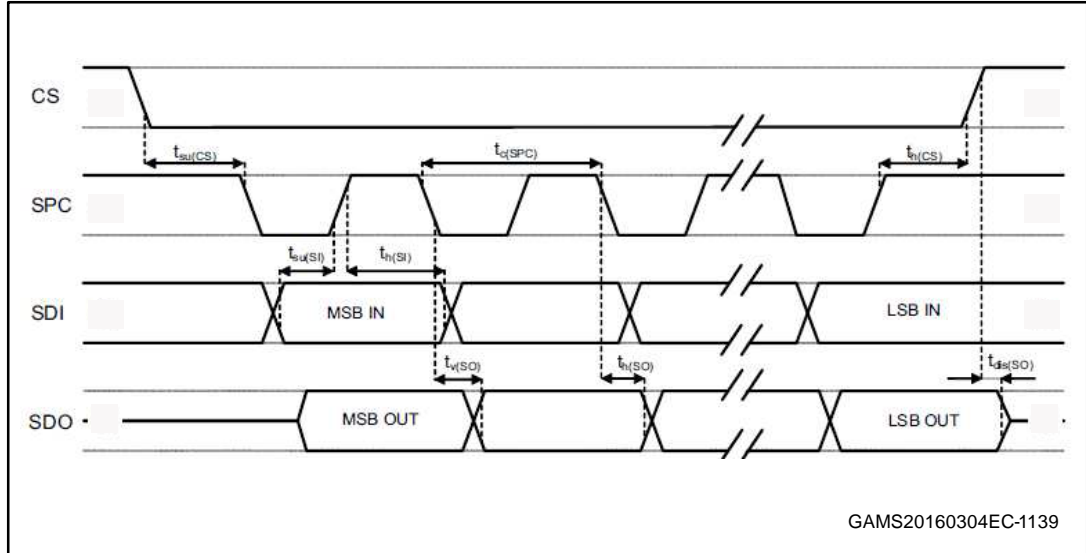 CS
t_su(CS)
t_c(SPC)
t_h(CS)
SPC
t_su(SI)
t_h(SI)
SDI
MSB IN
LSB IN
t_v(SO)
t_h(SO)
t_dis(SO)
SDO
MSB OUT
LSB OUT
GAMS20160304EC-1139